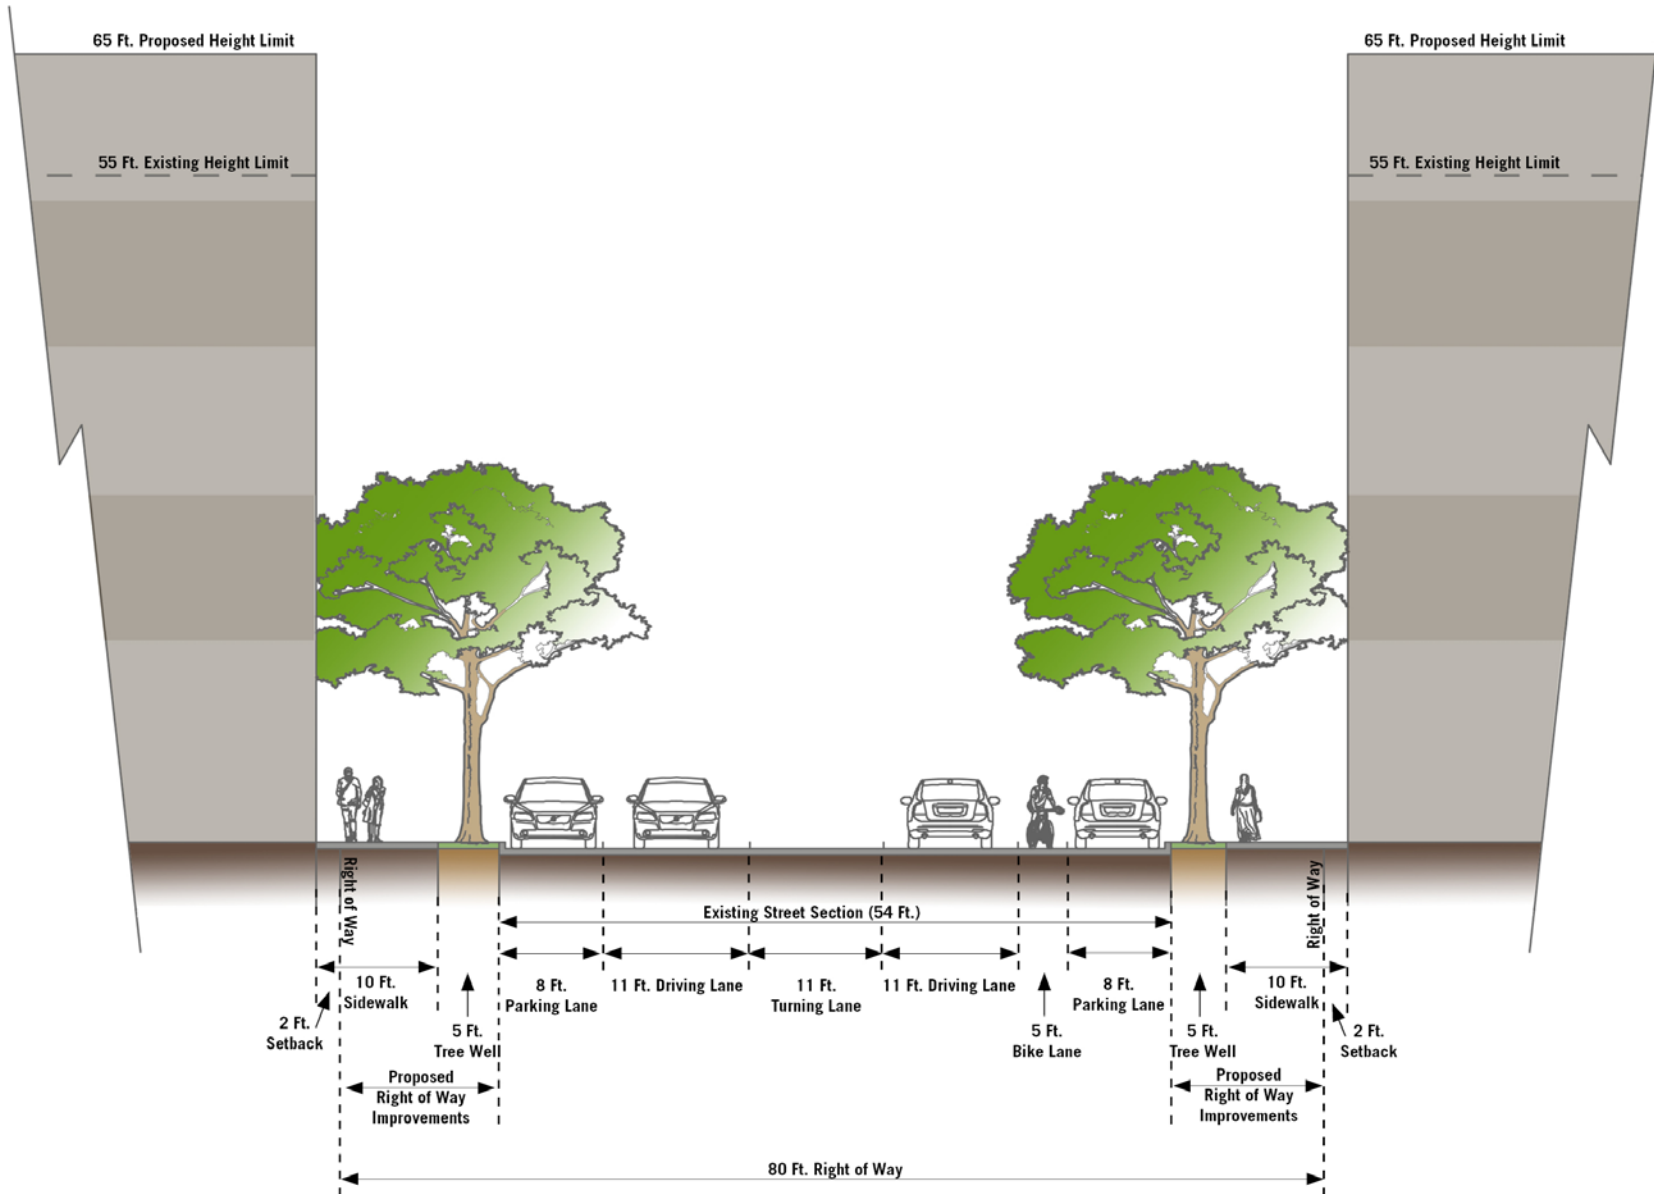 65 Ft. Proposed Height Limit
65 Ft. Proposed Height Limit
55 Ft. Existing Height Limit
55 Ft. Existing Height Limit
Right of Way
Right of Way
Existing Street Section (54 Ft.)
10 Ft.
Sidewalk
8 Ft.
Parking Lane
11 Ft. Driving Lane
11 Ft.
Turning Lane
11 Ft. Driving Lane
8 Ft.
Parking Lane
10 Ft.
Sidewalk
2 Ft.
Setback
5 Ft.
Tree Well
5 Ft.
Bike Lane
5 Ft.
Tree Well
2 Ft.
Setback
Proposed
Right of Way
Improvements
Proposed
Right of Way
Improvements
80 Ft. Right of Way